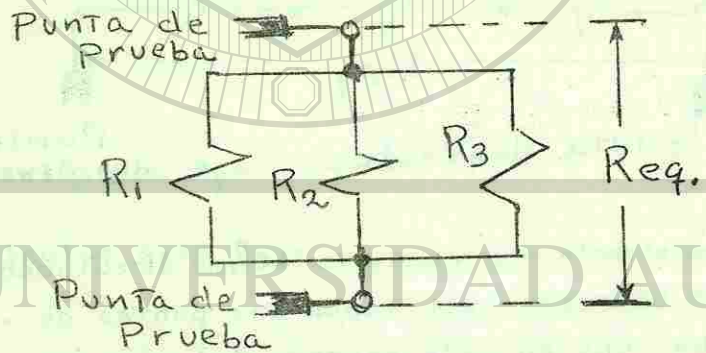 Punta de
Prueba
R1
R2
R3
Req.
UNIVERSIDAD AU
Punta de
Prueba